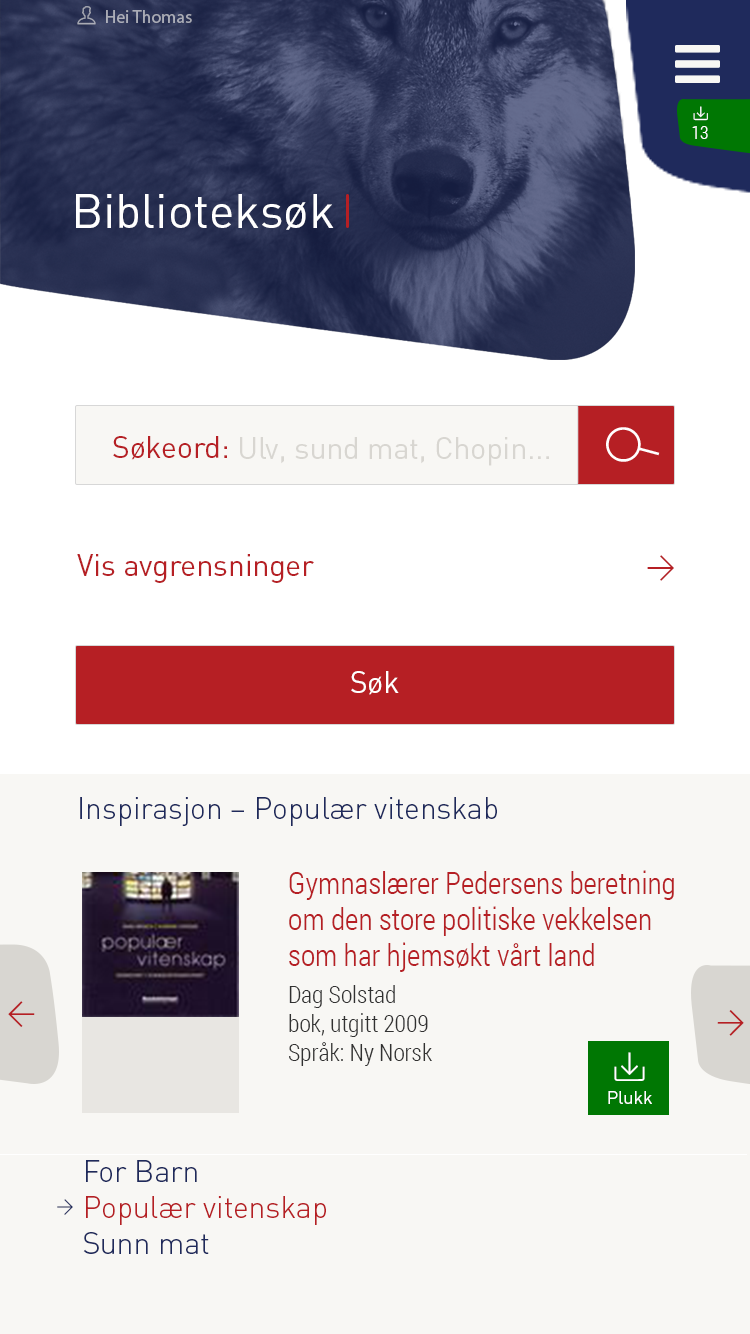 Hei Thomas
13
Biblioteksøk
Søkeord: Ulv, sund mat, Chopin...
Vis avgrensninger
Søk
Inspirasjon – Populær vitenskab
populær
vitenskap
Gymnaslærer Pedersens beretning
om den store politiske vekkelsen
som har hjemsøkt vårt land
Dag Solstad
bok, utgitt 2009
Språk: Ny Norsk
Plukk
For Barn
Populær vitenskap
Sunn mat